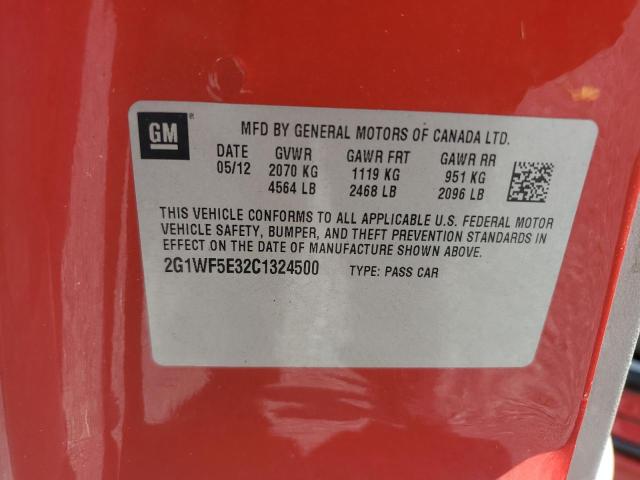 GM
MFD BY GENERAL MOTORS OF CANADA LTD.
DATE GVWR GAWR FRT GAWR RR
05/12 2070 KG 1119 KG 951 KG
4564 LB 2468 LB 2096 LB
THIS VEHICLE CONFORMS TO ALL APPLICABLE U.S. FEDERAL MOTOR
VEHICLE SAFETY, BUMPER, AND THEFT PREVENTION STANDARDS IN
EFFECT ON THE DATE OF MANUFACTURE SHOWN ABOVE.
2G1WF5E32C1324500 TYPE: PASS CAR